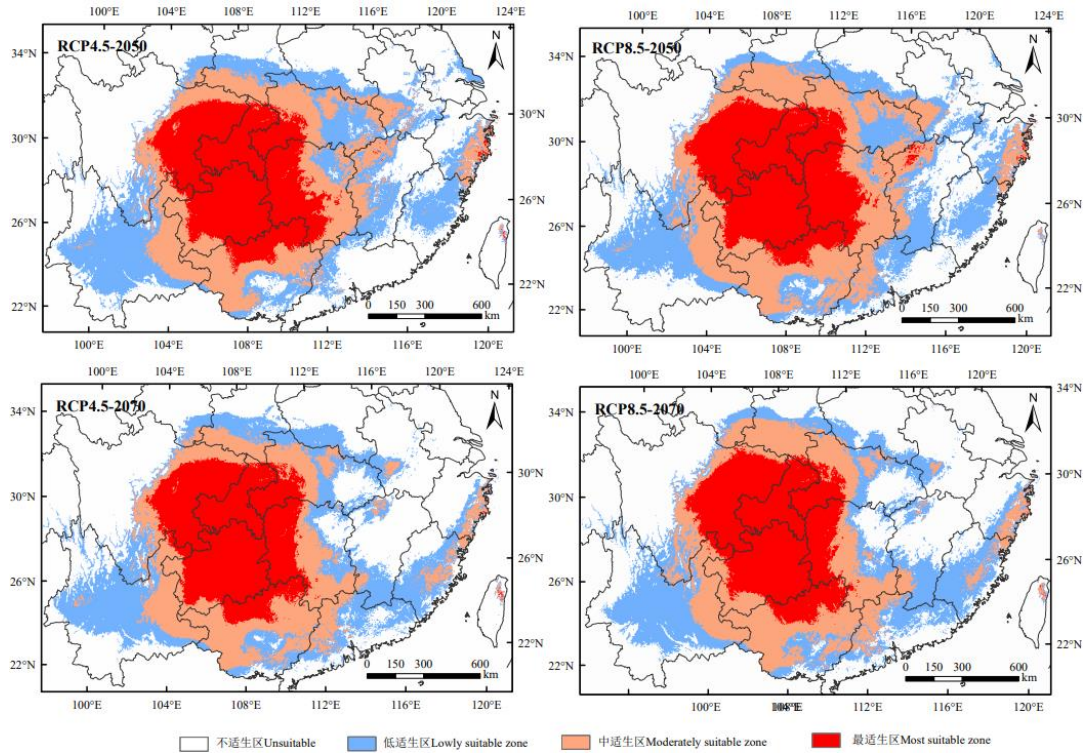 100°E 104°E 108°E 112°E 116°E 120°E 124°E
34°N
RCP4.5-2050
N
30°N
30°N
26°N
26°N
22°N
22°N
0 150 300 600
km
100°E 104°E 108°E 112°E 116°E 120°E
100°E 104°E 108°E 112°E 116°E 120°E 124°E
34°N
RCP8.5-2050
N
30°N
30°N
26°N
26°N
22°N
22°N
0 150 300 600
km
100°E 104°E 108°E 112°E 116°E 120°E
100°E 104°E 108°E 112°E 116°E 120°E 124°E
34°N
RCP4.5-2070
N
30°N
30°N
26°N
26°N
22°N
22°N
0 150 300 600
km
100°E 104°E 108°E 112°E 116°E 120°E
100°E 104°E 108°E 112°E 116°E 120°E
34°N
RCP8.5-2070
N
30°N
30°N
26°N
26°N
22°N
22°N
0 150 300 600
km
100°E 104°E 112°E 116°E 120°E
不适生区Unsuitable
低适生区Lowly suitable zone
中适生区Moderately suitable zone
最适生区Most suitable zone